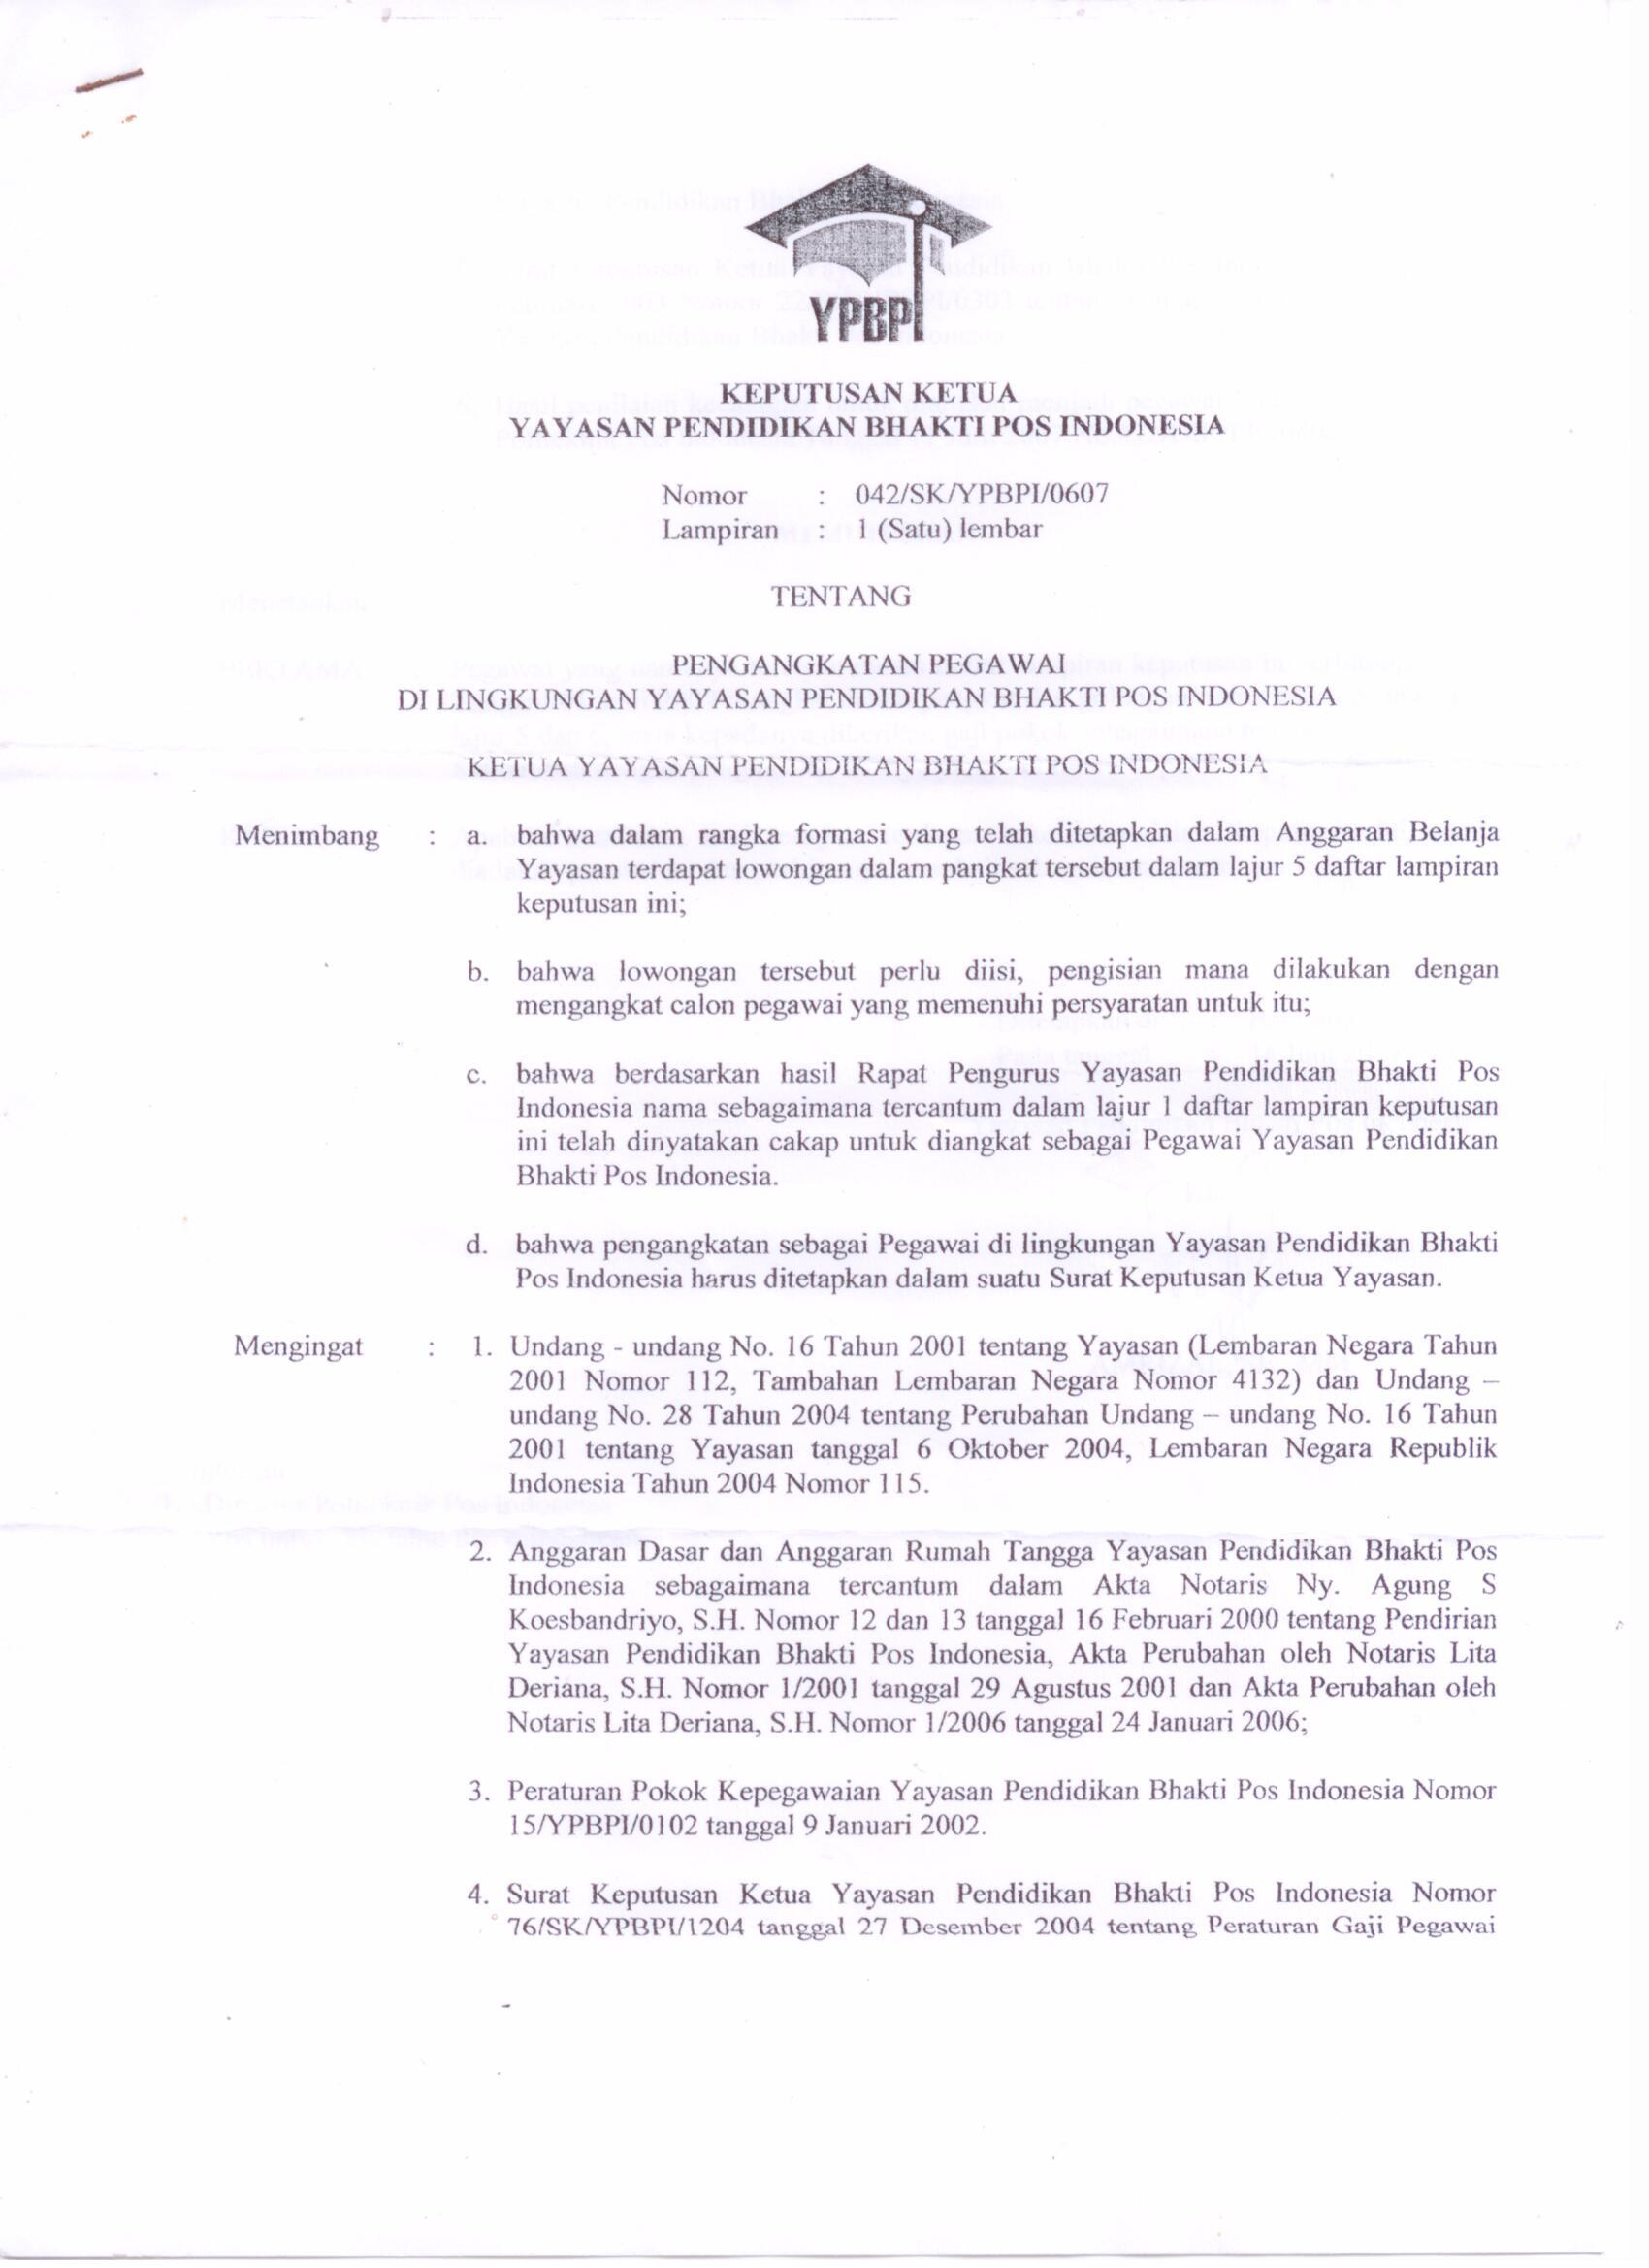 YPBPI
KEPUTUSAN KETUA
YAYASAN PENDIDIKAN BHAKTI POS INDONESIA
Nomor : 042/SK/YPBPI/0607
Lampiran : 1 (Satu) lembar
TENTANG
PENGANGKATAN PEGAWAI
DI LINGKUNGAN YAYASAN PENDIDIKAN BHAKTI POS INDONESIA
KETUA YAYASAN PENDIDIKAN BHAKTI POS INDONESIA
Menimbang : a. bahwa dalam rangka formasi yang telah ditetapkan dalam Anggaran Belanja
Yayasan terdapat lowongan dalam pangkat tersebut dalam lajur 5 daftar lampiran
keputusan ini;
b. bahwa lowongan tersebut perlu diisi, pengisian mana dilakukan dengan
mengangkat calon pegawai yang memenuhi persyaratan untuk itu;
c. bahwa berdasarkan hasil Rapat Pengurus Yayasan Pendidikan Bhakti Pos
Indonesia nama sebagaimana tercantum dalam lajur 1 daftar lampiran keputusan
ini telah dinyatakan cakap untuk diangkat sebagai Pegawai Yayasan Pendidikan
Bhakti Pos Indonesia.
d. bahwa pengangkatan sebagai Pegawai di lingkungan Yayasan Pendidikan Bhakti
Pos Indonesia harus ditetapkan dalam suatu Surat Keputusan Ketua Yayasan.
Mengingat : 1. Undang - undang No. 16 Tahun 2001 tentang Yayasan (Lembaran Negara Tahun
2001 Nomor 112, Tambahan Lembaran Negara Nomor 4132) dan Undang –
undang No. 28 Tahun 2004 tentang Perubahan Undang – undang No. 16 Tahun
2001 tentang Yayasan tanggal 6 Oktober 2004, Lembaran Negara Republik
Indonesia Tahun 2004 Nomor 115.
2. Anggaran Dasar dan Anggaran Rumah Tangga Yayasan Pendidikan Bhakti Pos
Indonesia sebagaimana tercantum dalam Akta Notaris Ny. Agung S
Koesbandriyo, S.H. Nomor 12 dan 13 tanggal 16 Februari 2000 tentang Pendirian
Yayasan Pendidikan Bhakti Pos Indonesia, Akta Perubahan oleh Notaris Lita
Deriana, S.H. Nomor 1/2001 tanggal 29 Agustus 2001 dan Akta Perubahan oleh
Notaris Lita Deriana, S.H. Nomor 1/2006 tanggal 24 Januari 2006;
3. Peraturan Pokok Kepegawaian Yayasan Pendidikan Bhakti Pos Indonesia Nomor
15/YPBPI/0102 tanggal 9 Januari 2002.
4. Surat Keputusan Ketua Yayasan Pendidikan Bhakti Pos Indonesia Nomor
76/SK/YPBPI/1204 tanggal 27 Desember 2004 tentang Peraturan Gaji Pegawai